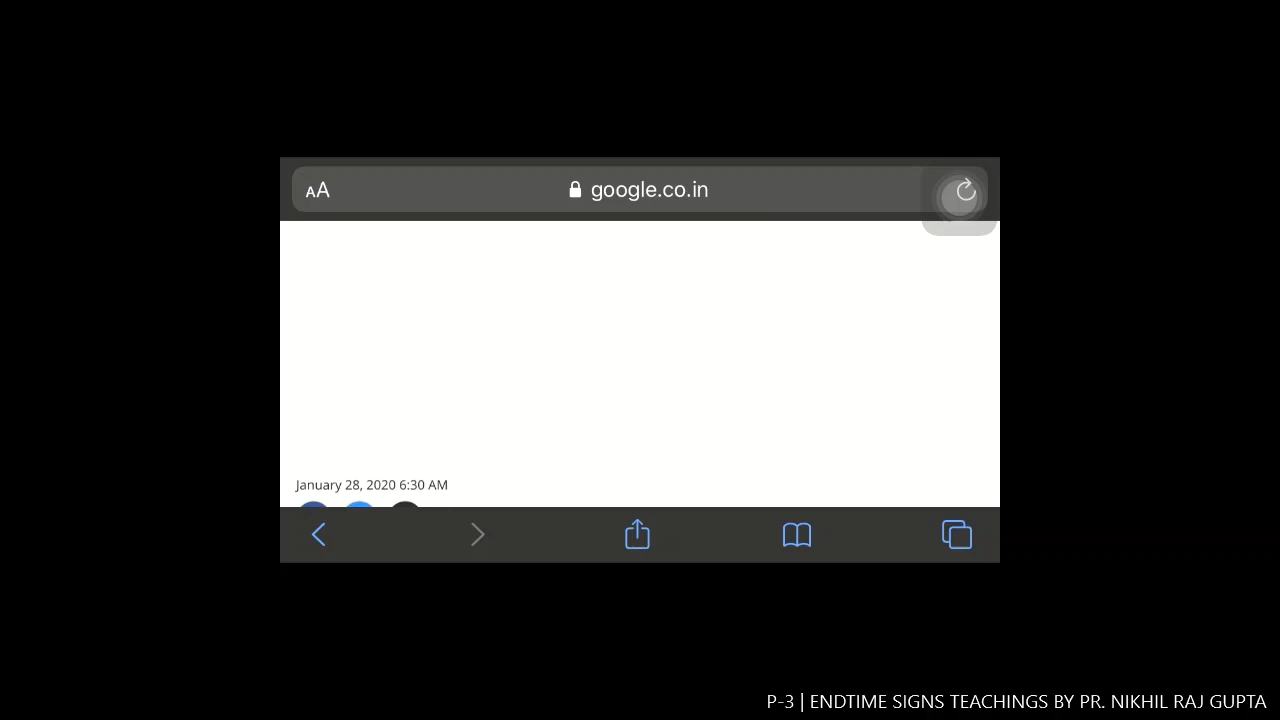 AA
google.co.in
January 28, 2020 6:30 AM
P-3 | ENDTIME SIGNS TEACHINGS BY PR. NIKHIL RAJ GUPTA